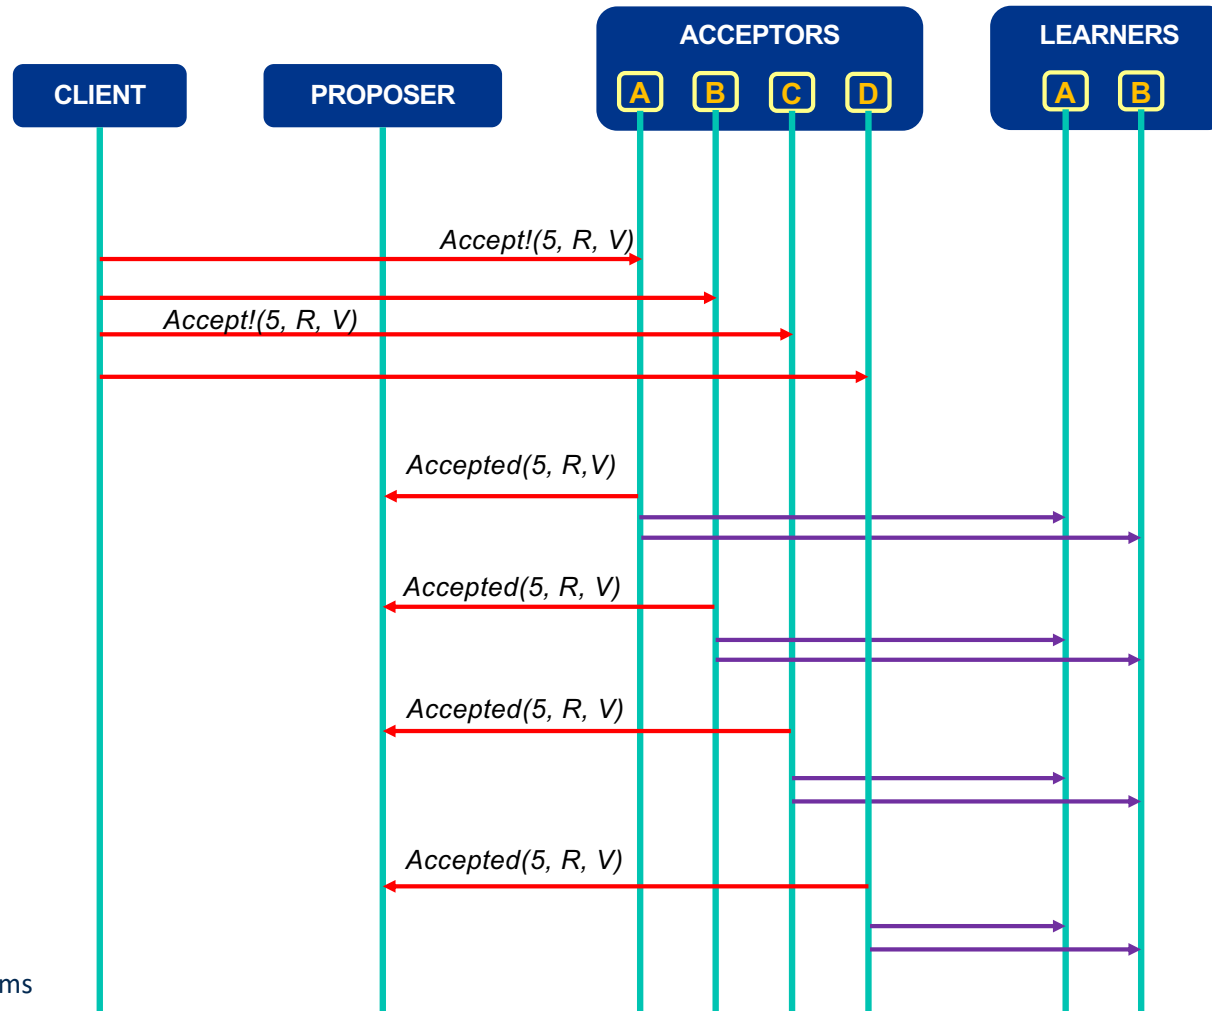 ACCEPTORS
LEARNERS
CLIENT
PROPOSER
A B C D
A B
Accept!(5, R, V)
Accept!(5, R, V)
Accepted(5, R,V)
Accepted(5, R, V)
Accepted(5, R, V)
Accepted(5, R, V)
ms